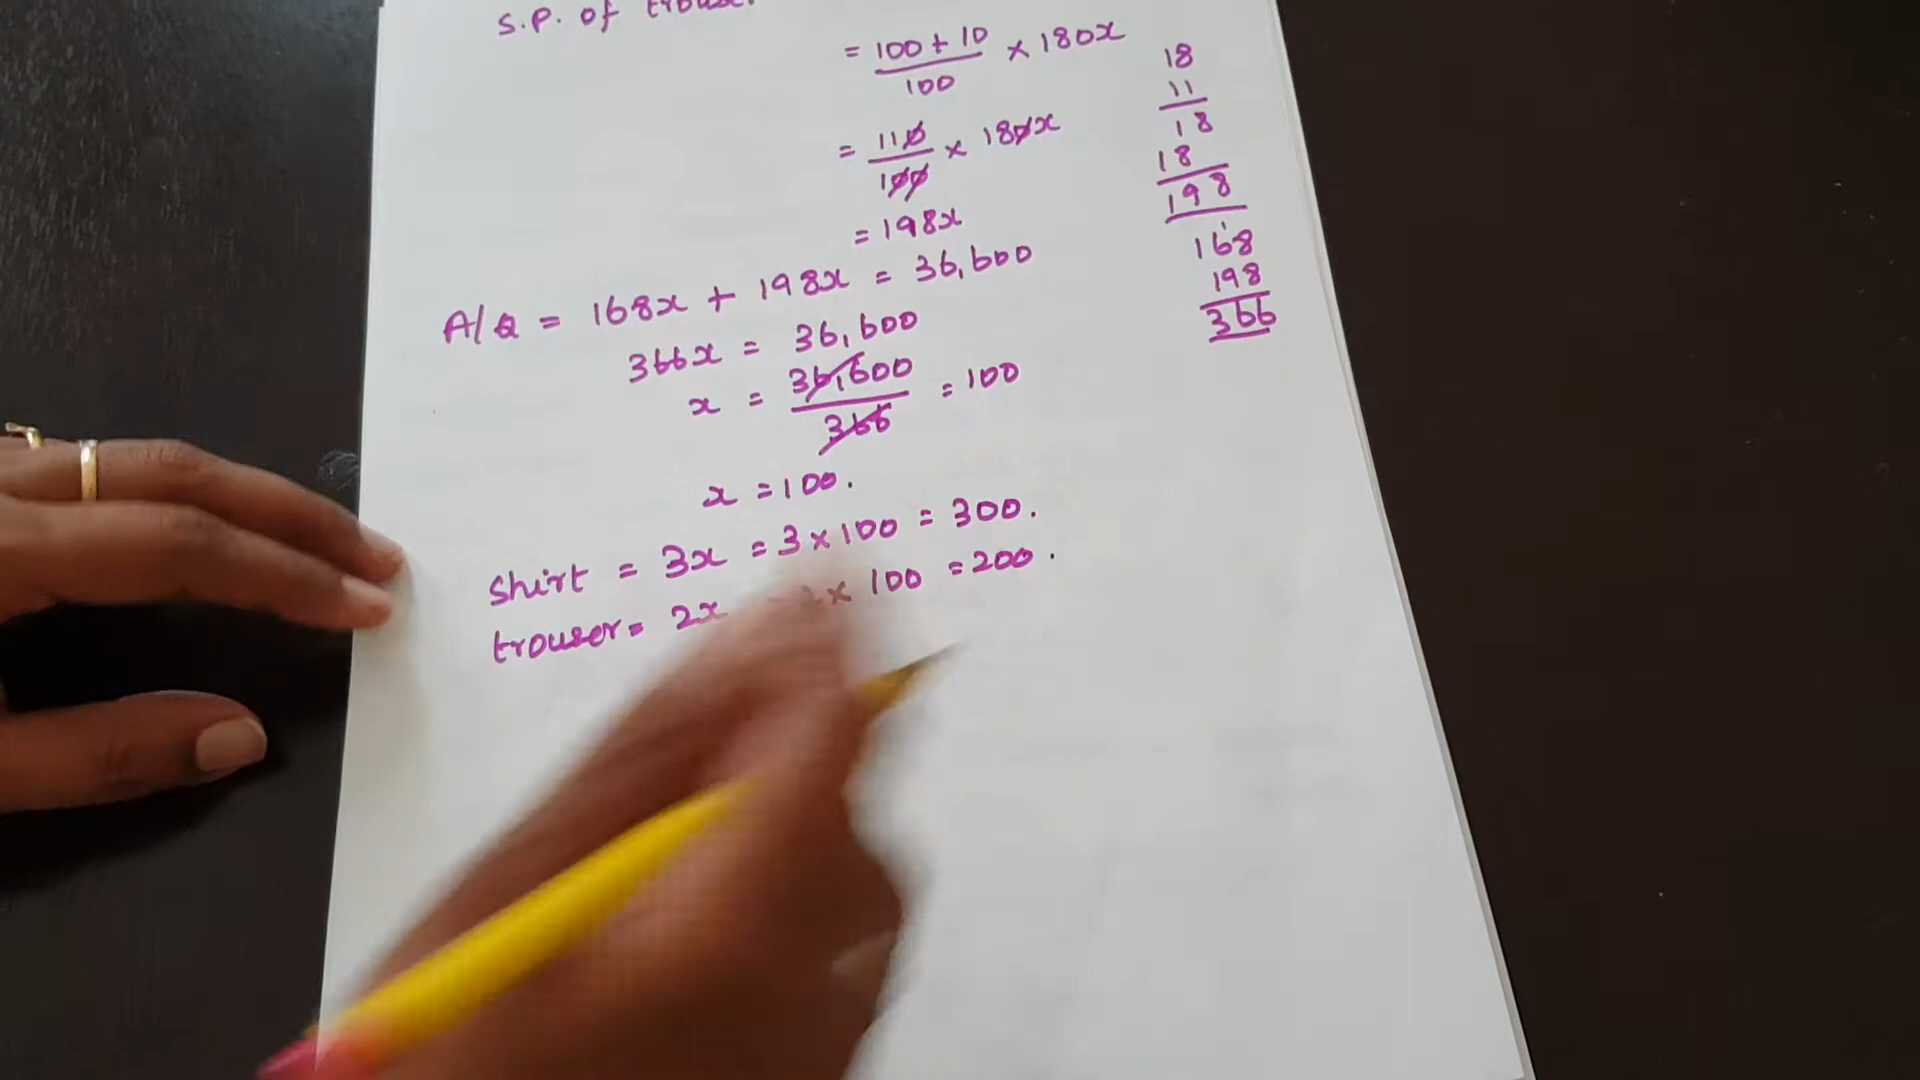 S.P. of trouser
= 100 + 10 / 100 × 180x
= 110 / 100 × 180x
= 198x
A/Q = 168x + 198x = 36,600
366x = 36,600
x = 36,600 / 366 = 100
x = 100.
Shirt = 3x = 3 × 100 = 300.
trouser = 2x = 2 × 100 = 200.
18
11
18
18
198
168
198
366